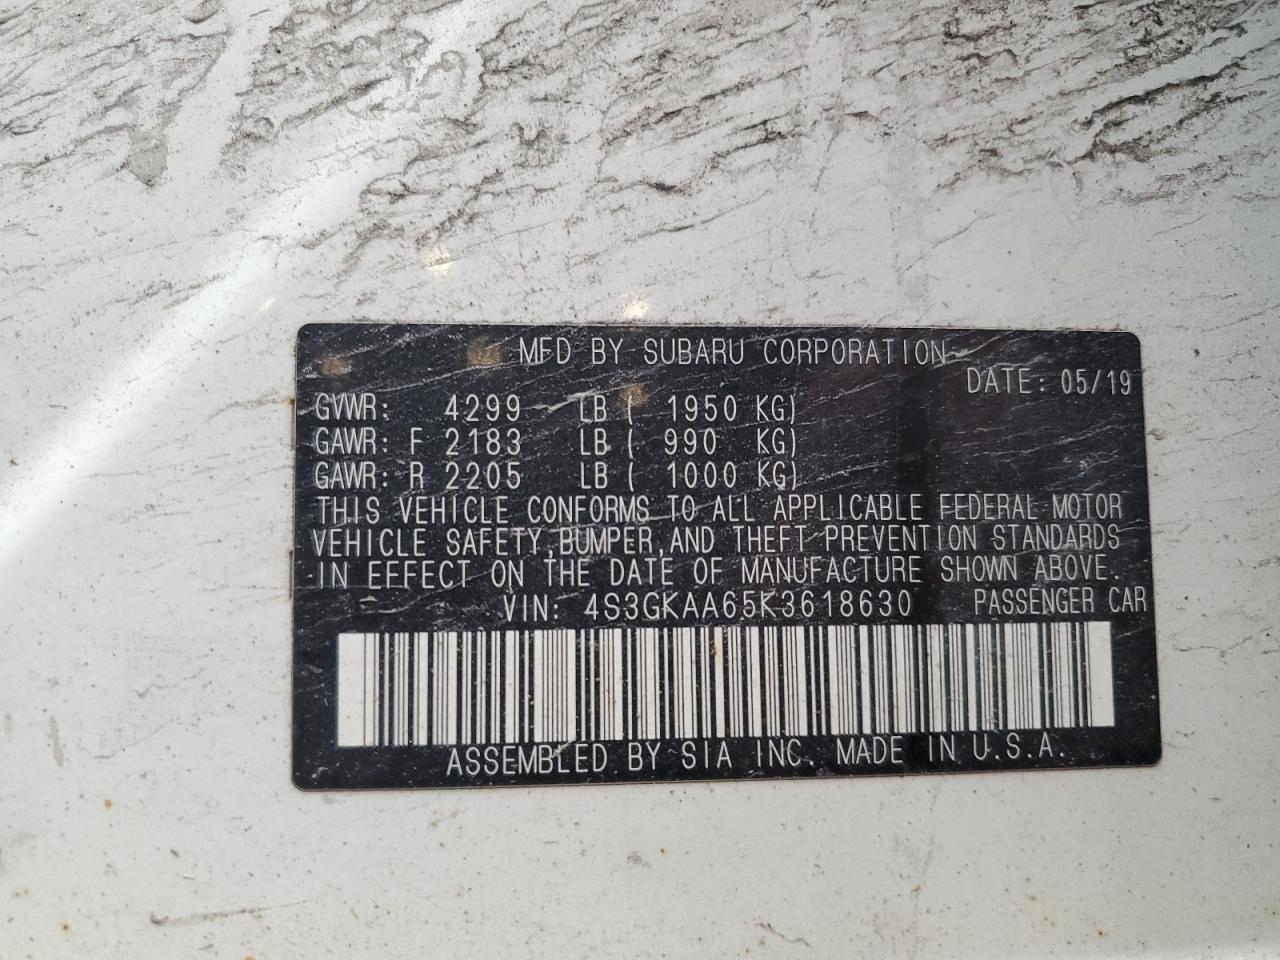 MFD BY SUBARU CORPORATION
DATE: 05/19
GVWR: 4299 LB ( 1950 KG)
GAWR: F 2183 LB ( 990 KG)
GAWR: R 2205 LB ( 1000 KG)
THIS VEHICLE CONFORMS TO ALL APPLICABLE FEDERAL MOTOR
VEHICLE SAFETY,BUMPER,AND THEFT PREVENTION STANDARDS
IN EFFECT ON THE DATE OF MANUFACTURE SHOWN ABOVE.
VIN: 4S3GKAA65K3618630 PASSENGER CAR
ASSEMBLED BY SIA INC. MADE IN U.S.A.